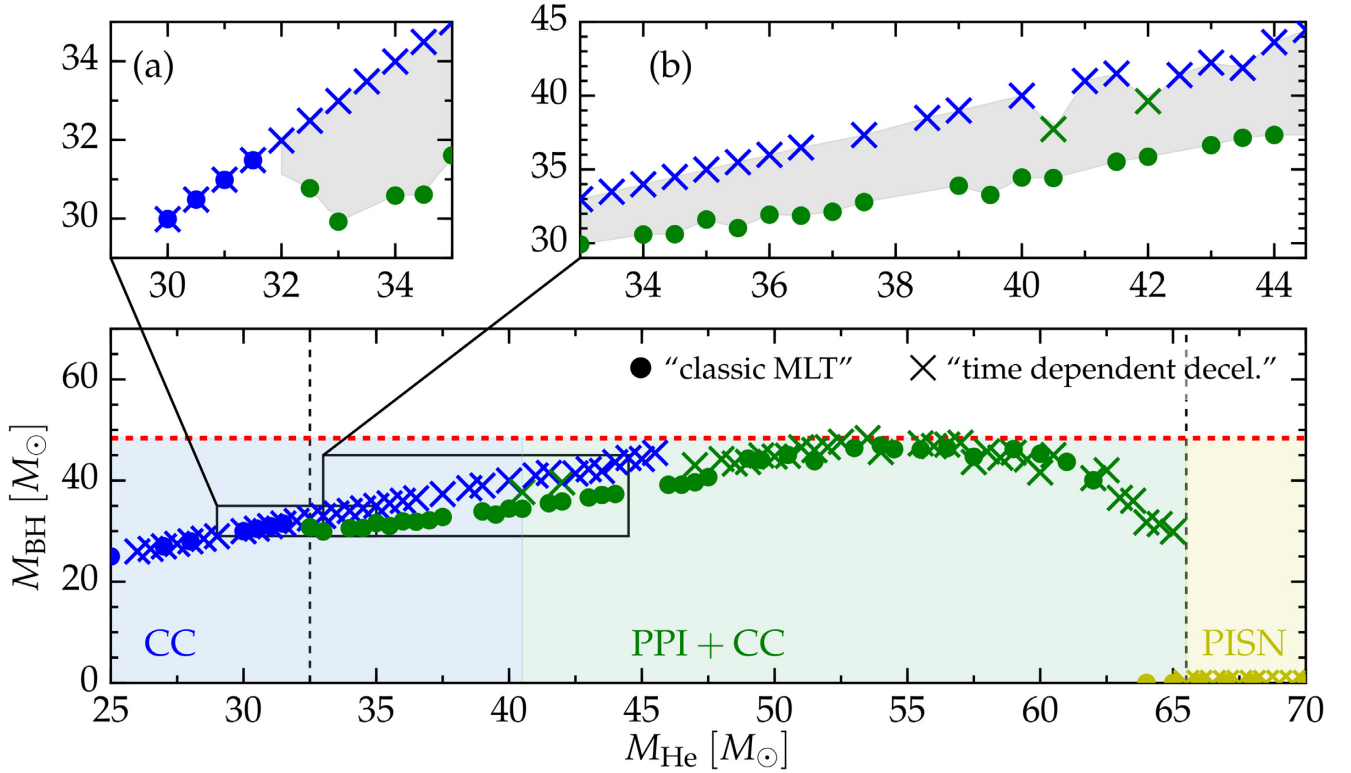 (a)
(b)
34
32
30
30 32 34
45
40
35
30
34 36 38 40 42 44
"classic MLT" "time dependent decel."
60
40
20
0
M_BH [M_⊙]
CC PPI + CC PISN
25 30 35 40 45 50 55 60 65 70
M_He [M_⊙]